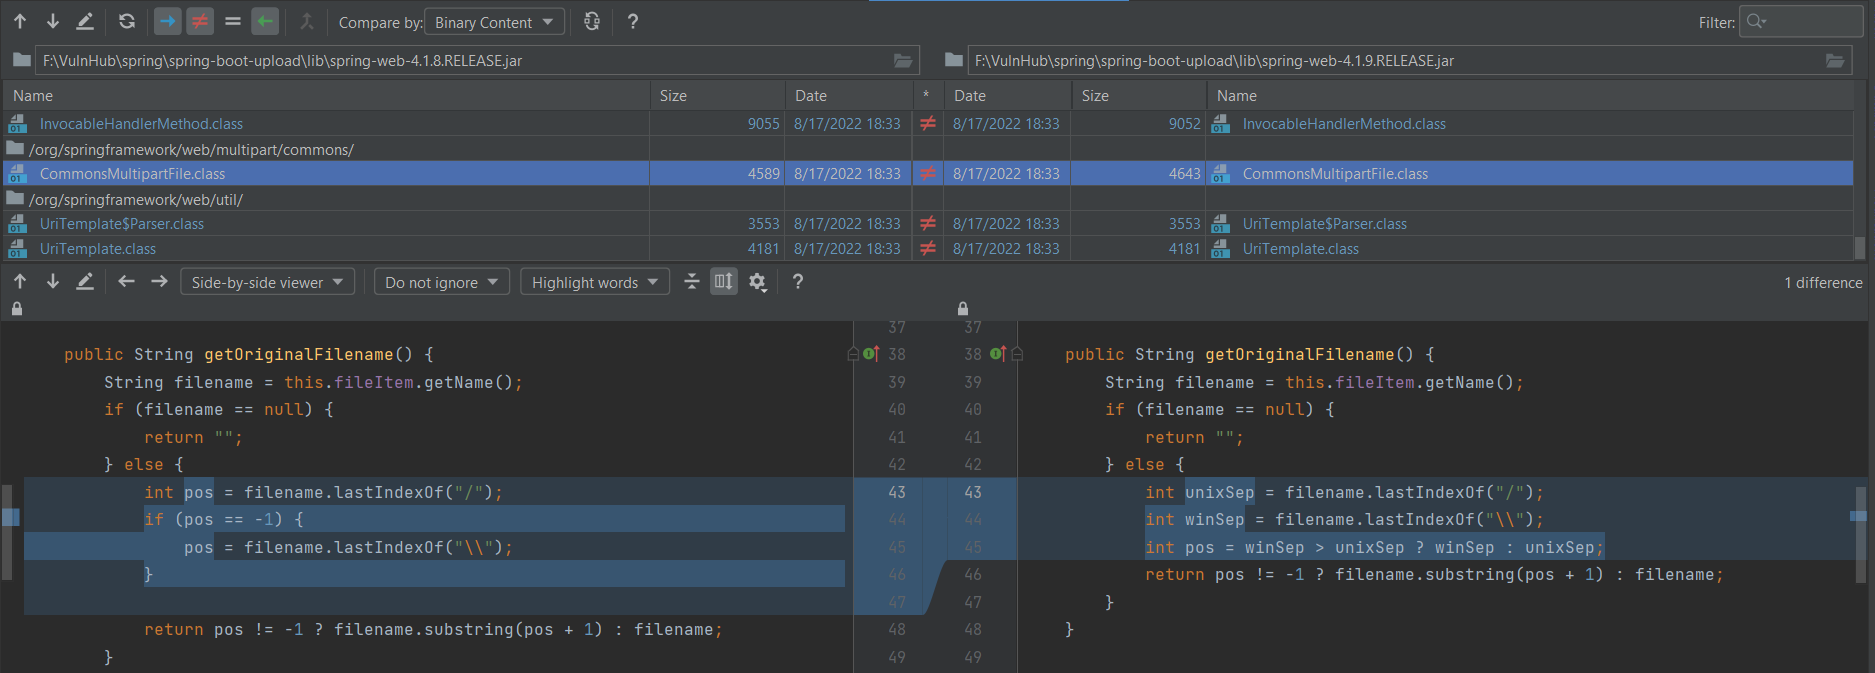 Compare by: Binary Content ? Filter:
F:\VulnHub\spring\spring-boot-upload\lib\spring-web-4.1.8.RELEASE.jar F:\VulnHub\spring\spring-boot-upload\lib\spring-web-4.1.9.RELEASE.jar
Name Size Date * Date Size Name
InvocableHandlerMethod.class 9055 8/17/2022 18:33 8/17/2022 18:33 9052 InvocableHandlerMethod.class
/org/springframework/web/multipart/commons/
CommonsMultipartFile.class 4589 8/17/2022 18:33 8/17/2022 18:33 4643 CommonsMultipartFile.class
/org/springframework/web/util/
UriTemplate$Parser.class 3553 8/17/2022 18:33 8/17/2022 18:33 3553 UriTemplate$Parser.class
UriTemplate.class 4181 8/17/2022 18:33 8/17/2022 18:33 4181 UriTemplate.class
Side-by-side viewer Do not ignore Highlight words ? 1 difference
37 37
public String getOriginalFilename() { 38 38 public String getOriginalFilename() {
String filename = this.fileItem.getName(); 39 39 String filename = this.fileItem.getName();
if (filename == null) { 40 40 if (filename == null) {
return ""; 41 41 return "";
} else { 42 42 } else {
int pos = filename.lastIndexOf("/"); 43 43 int unixSep = filename.lastIndexOf("/");
if (pos == -1) { 44 44 int winSep = filename.lastIndexOf("\\");
pos = filename.lastIndexOf("\\"); 45 45 int pos = winSep > unixSep ? winSep : unixSep;
} 46 46 return pos != -1 ? filename.substring(pos + 1) : filename;
47 47 }
return pos != -1 ? filename.substring(pos + 1) : filename; 48 48 }
} 49 49